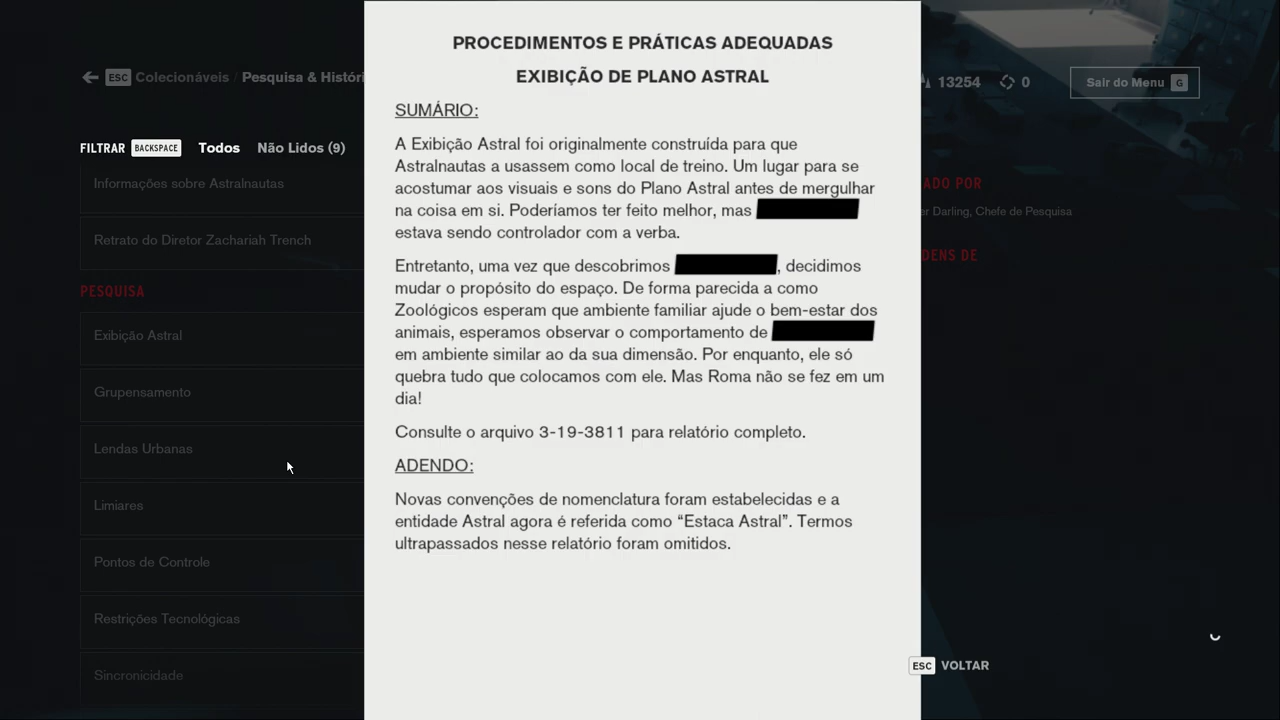 PROCEDIMENTOS E PRÁTICAS ADEQUADAS
EXIBIÇÃO DE PLANO ASTRAL
SUMÁRIO:
A Exibição Astral foi originalmente construída para que
Astralnautas a usassem como local de treino. Um lugar para se
acostumar aos visuais e sons do Plano Astral antes de mergulhar
na coisa em si. Poderíamos ter feito melhor, mas
estava sendo controlador com a verba.
Entretanto, uma vez que descobrimos , decidimos
mudar o propósito do espaço. De forma parecida a como
Zoológicos esperam que ambiente familiar ajude o bem-estar dos
animais, esperamos observar o comportamento de
em ambiente similar ao da sua dimensão. Por enquanto, ele só
quebra tudo que colocamos com ele. Mas Roma não se fez em um
dia!
Consulte o arquivo 3-19-3811 para relatório completo.
ADENDO:
Novas convenções de nomenclatura foram estabelecidas e a
entidade Astral agora é referida como “Estaca Astral”. Termos
ultrapassados nesse relatório foram omitidos.
ESC Colecionáveis / Pesquisa & Históri
13254 0
Sair do Menu G
FILTRAR BACKSPACE Todos Não Lidos (9)
Informações sobre Astralnautas
Retrato do Diretor Zachariah Trench
PESQUISA
Exibição Astral
Grupensamento
Lendas Urbanas
Limiares
Pontos de Controle
Restrições Tecnológicas
Sincronicidade
ADO POR
er Darling, Chefe de Pesquisa
DENS DE
ESC VOLTAR